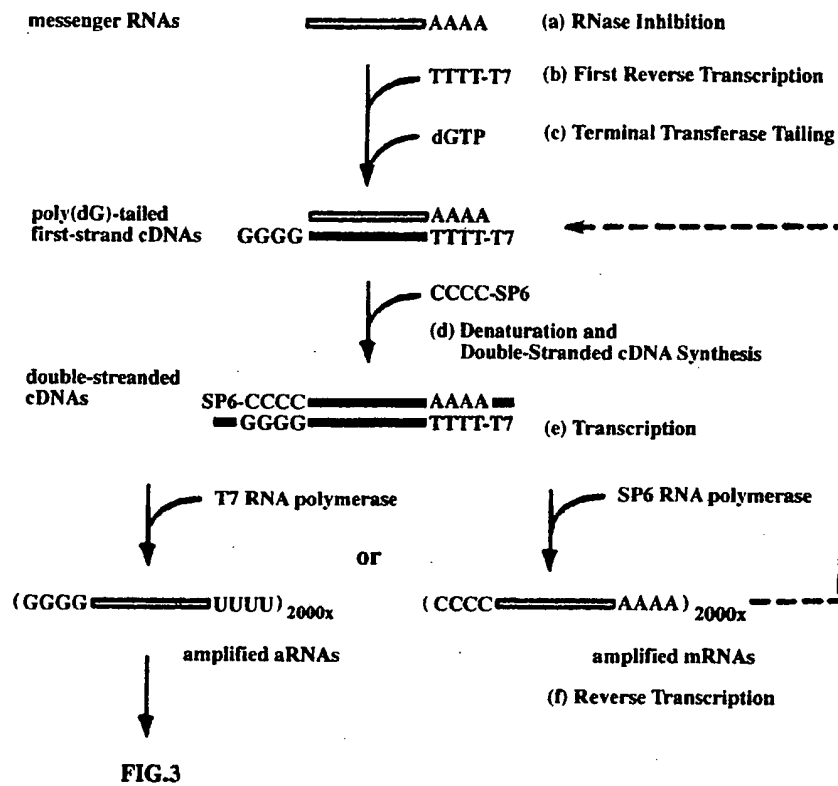 messenger RNAs AAAA (a) RNase Inhibition
TTTT-T7 (b) First Reverse Transcription
dGTP (c) Terminal Transferase Tailing
poly(dG)-tailed
first-strand cDNAs
AAAA
GGGG TTTT-T7
CCCC-SP6
(d) Denaturation and
Double-Stranded cDNA Synthesis
double-streanded
cDNAs
SP6-CCCC AAAA
GGGG TTTT-T7
(e) Transcription
T7 RNA polymerase
SP6 RNA polymerase
or
(GGGG UUUU)2000x
(CCCC AAAA)2000x
amplified aRNAs
amplified mRNAs
(f) Reverse Transcription
FIG.3